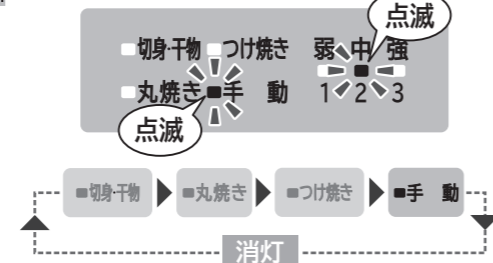 点滅
■切身・干物 ■つけ焼き 弱 中 強
■丸焼き ■手 動 1 2 3
点滅
■切身・干物 ■丸焼き ■つけ焼き ■手 動
消灯